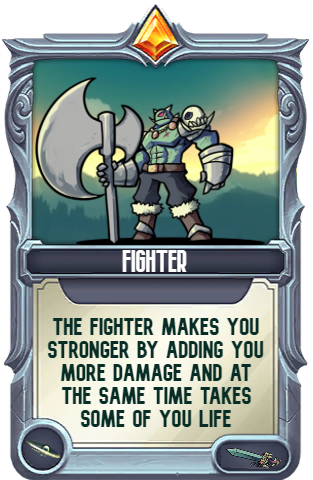 FIGHTER
THE FIGHTER MAKES YOU
STRONGER BY ADDING YOU
MORE DAMAGE AND AT
THE SAME TIME TAKES
SOME OF YOU LIFE